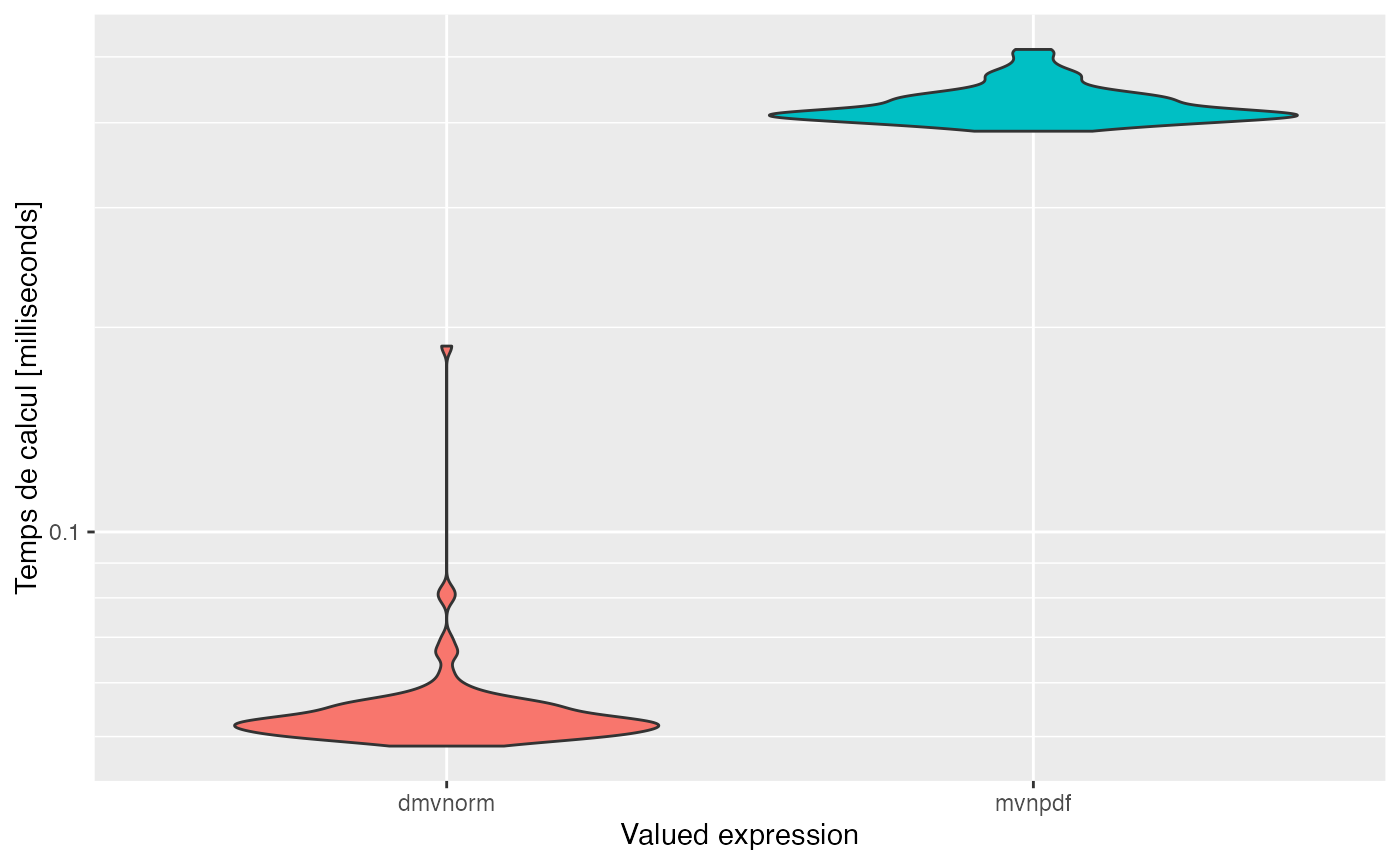 Temps de calcul [milliseconds]
0.1
dmvnorm
mvnpdf
Valued expression